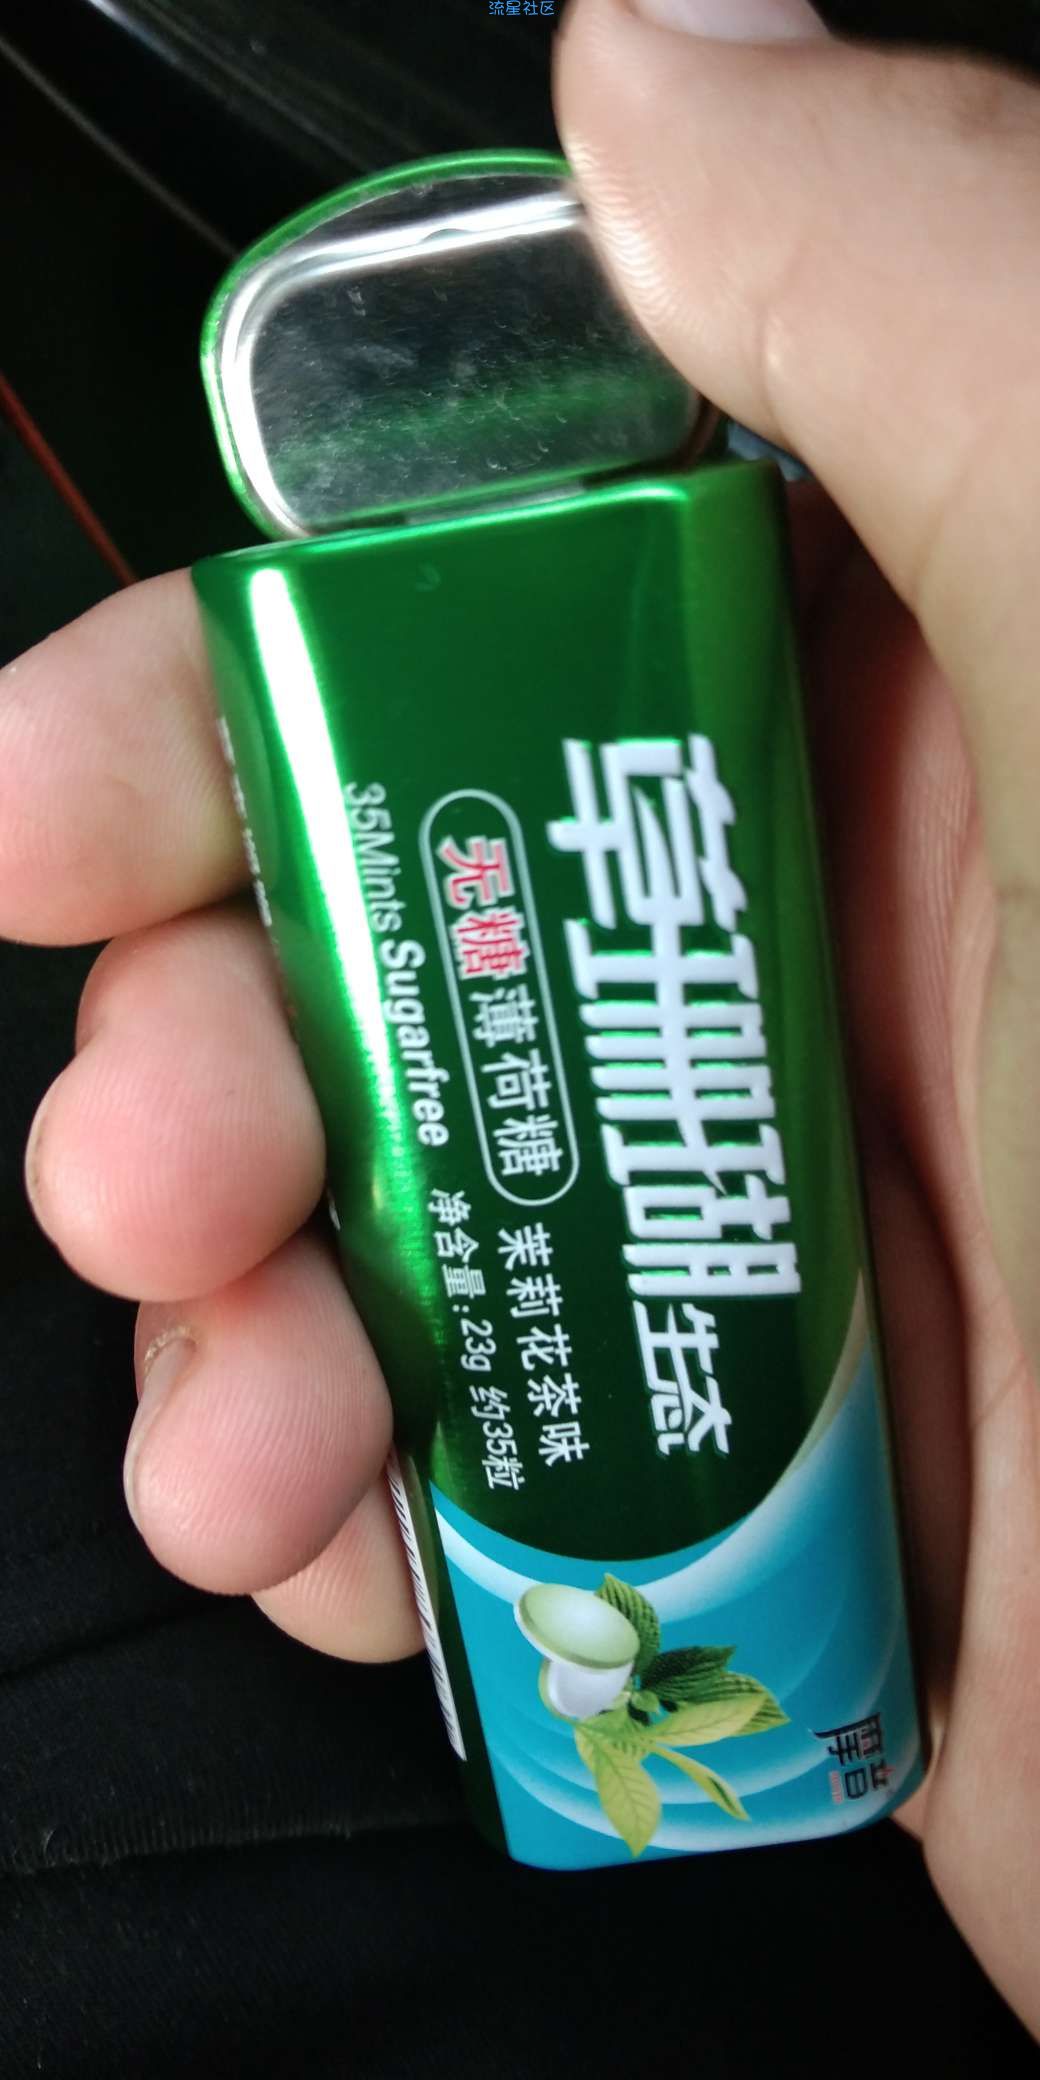 流星社区
草珊瑚生态
无糖薄荷糖 茉莉花茶味
35Mints Sugarfree 净含量:23g 约35粒